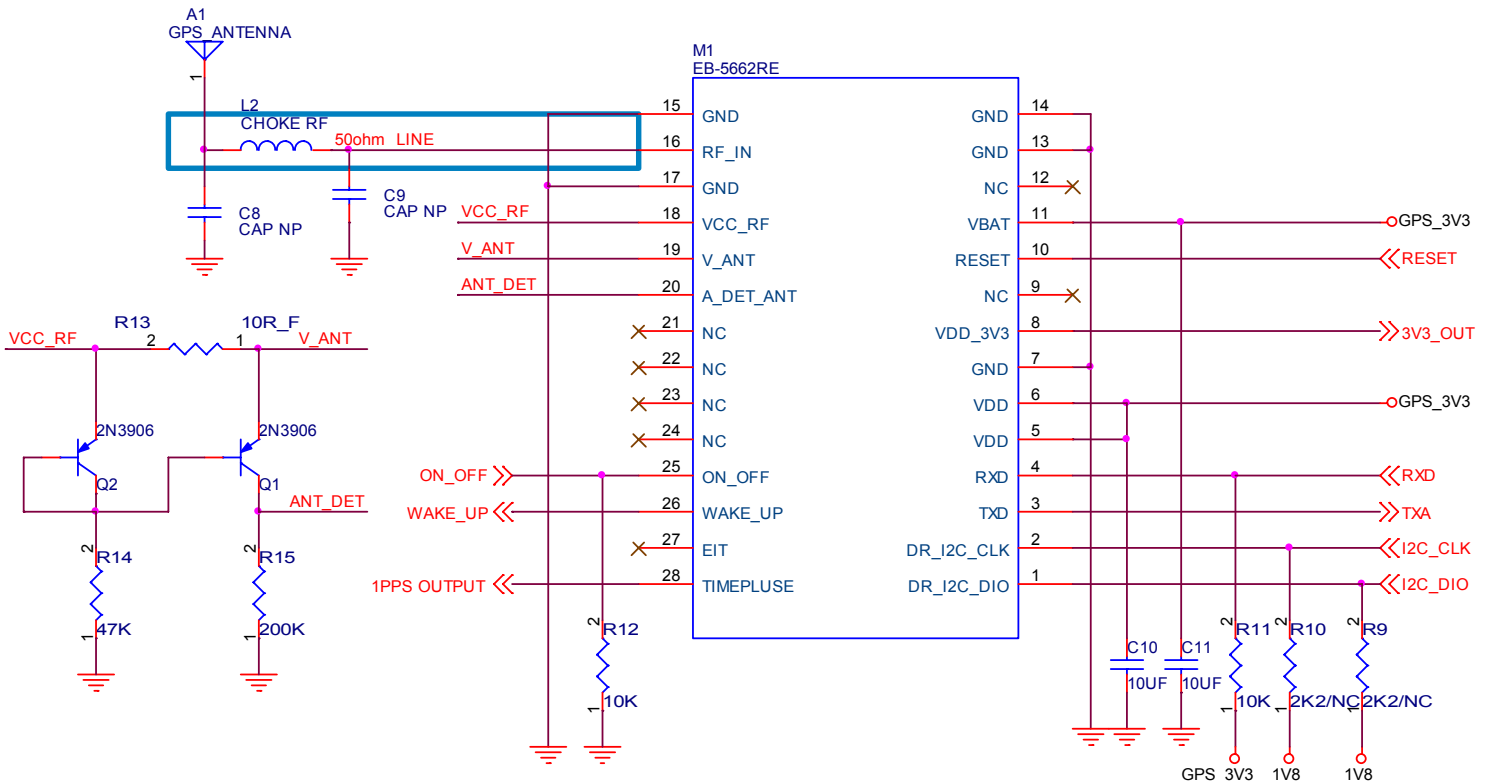 A1
GPS_ANTENNA
1
L2
CHOKE RF
50ohm LINE
C8
CAP NP
C9
CAP NP
VCC_RF
V_ANT
ANT_DET
M1
EB-5662RE
15 GND
16 RF_IN
17 GND
18 VCC_RF
19 V_ANT
20 A_DET_ANT
21 NC
22 NC
23 NC
24 NC
25 ON_OFF
26 WAKE_UP
27 EIT
28 TIMEPLUSE
GND 14
GND 13
NC 12
VBAT 11
RESET 10
NC 9
VDD_3V3 8
GND 7
VDD 6
VDD 5
RXD 4
TXD 3
DR_I2C_CLK 2
DR_I2C_DIO 1
GPS_3V3
RESET
3V3_OUT
GPS_3V3
RXD
TXA
I2C_CLK
I2C_DIO
VCC_RF
R13
2
10R_F
1
V_ANT
2N3906
Q2
2N3906
Q1
ANT_DET
2
R14
1
47K
2
R15
1
200K
ON_OFF
WAKE_UP
1PPS OUTPUT
2
R12
1
10K
C10
10UF
C11
10UF
2
R11
1
10K
2
R10
1
2K2/NC
2
R9
1
2K2/NC
GPS_3V3
1V8
1V8